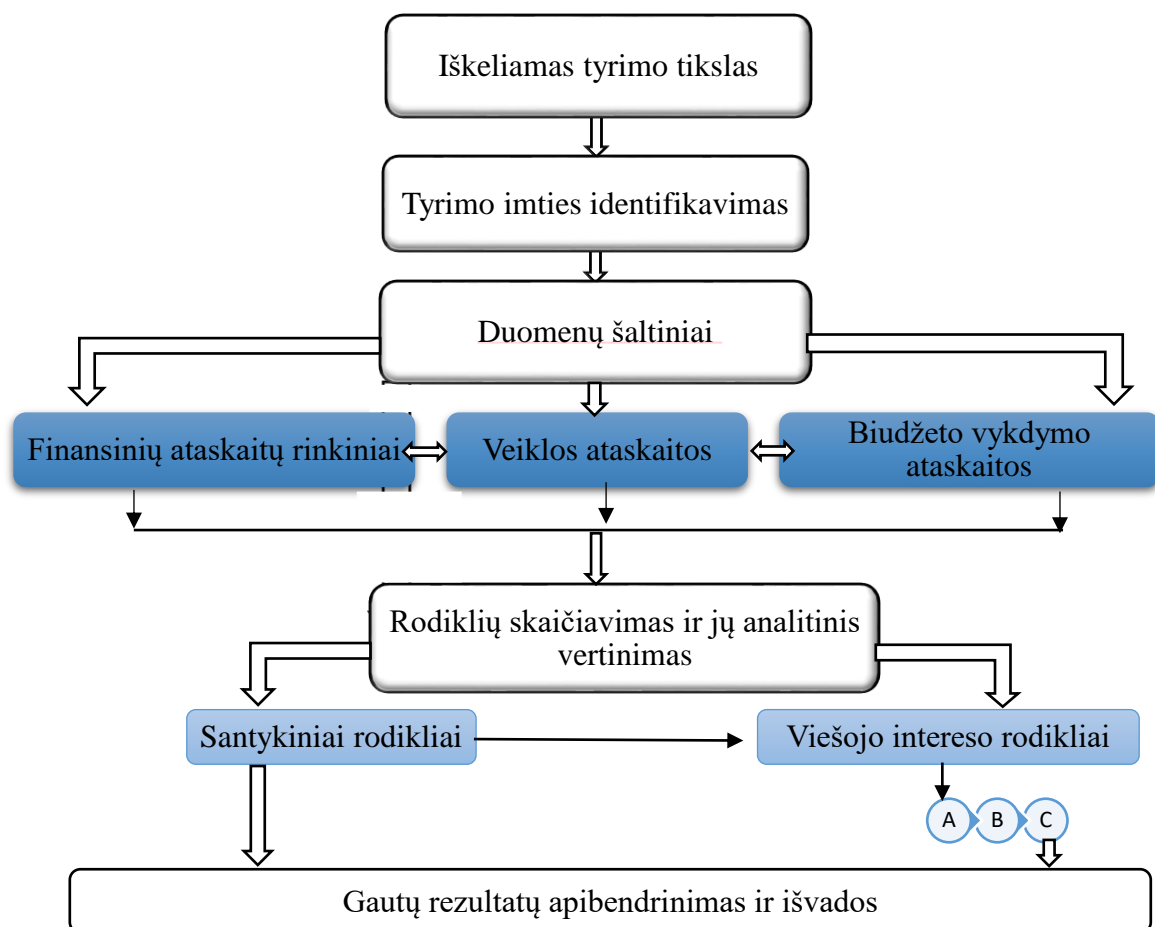 Iškeliamas tyrimo tikslas
Tyrimo imties identifikavimas
Duomenų šaltiniai
Finansinių ataskaitų rinkiniai
Veiklos ataskaitos
Biudžeto vykdymo
ataskaitos
Rodiklių skaičiavimas ir jų analitinis
vertinimas
Santykiniai rodikliai
Viešojo intereso rodikliai
A
B
C
Gautų rezultatų apibendrinimas ir išvados